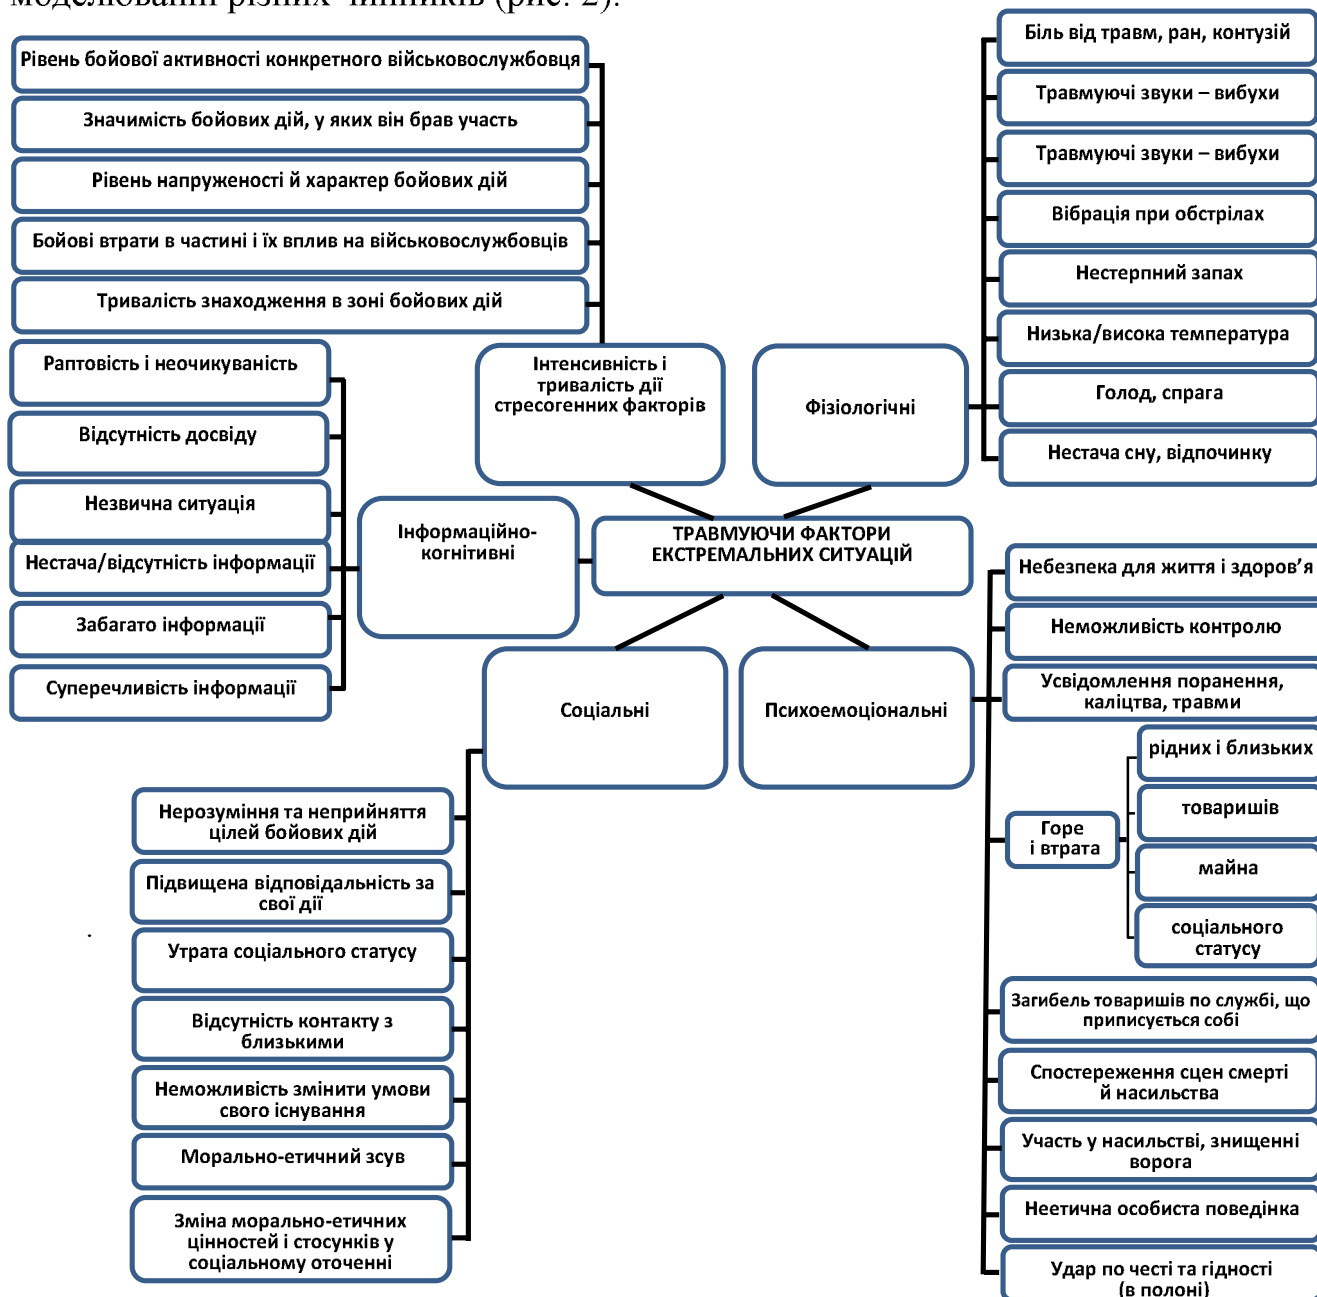 моделюванні різних чинників (рис. 2).
Рівень бойової активності конкретного військовослужбовця
Значимість бойових дій, у яких він брав участь
Рівень напруженості й характер бойових дій
Бойові втрати в частині і їх вплив на військовослужбовців
Тривалість знаходження в зоні бойових дій
Інтенсивність і
тривалість дії
стресогенних факторів
Біль від травм, ран, контузій
Травмуючі звуки – вибухи
Травмуючі звуки – вибухи
Вібрація при обстрілах
Нестерпний запах
Низька/висока температура
Голод, спрага
Нестача сну, відпочинку
Фізіологічні
Раптовість і неочикуваність
Відсутність досвіду
Незвична ситуація
Нестача/відсутність інформації
Забагато інформації
Суперечливість інформації
Інформаційно-
когнітивні
ТРАВМУЮЧИ ФАКТОРИ
ЕКСТРЕМАЛЬНИХ СИТУАЦІЙ
Соціальні
Нерозуміння та неприйняття
цілей бойових дій
Підвищена відповідальність за
свої дії
Утрата соціального статусу
Відсутність контакту з
близькими
Неможливість змінити умови
свого існування
Морально-етичний зсув
Зміна морально-етичних
цінностей і стосунків у
соціальному оточенні
Психоемоціональні
Небезпека для життя і здоров’я
Неможливість контролю
Усвідомлення поранення,
каліцтва, травми
Горе
і втрата
рідних і близьких
товаришів
майна
соціального
статусу
Загибель товаришів по службі, що
приписується собі
Спостереження сцен смерті
й насильства
Участь у насильстві, знищенні
ворога
Неетична особиста поведінка
Удар по честі та гідності
(в полоні)